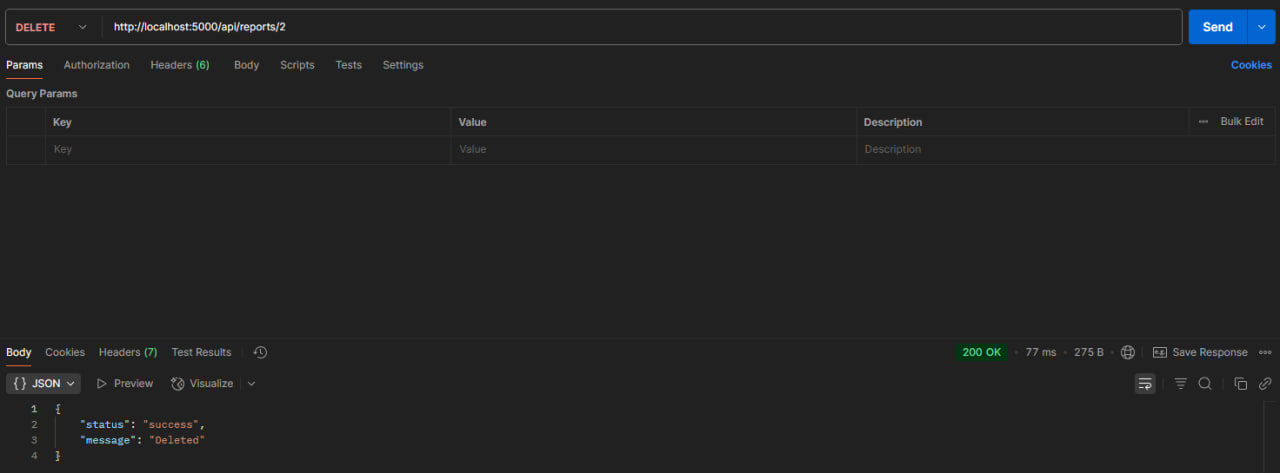 DELETE http://localhost:5000/api/reports/2 Send
Params Authorization Headers (6) Body Scripts Tests Settings Cookies
Query Params
Key Value Description ••• Bulk Edit
Key Value Description
Body Cookies Headers (7) Test Results 200 OK • 77 ms • 275 B Save Response •••
{ } JSON Preview Visualize
1 {
2 "status": "success",
3 "message": "Deleted"
4 }